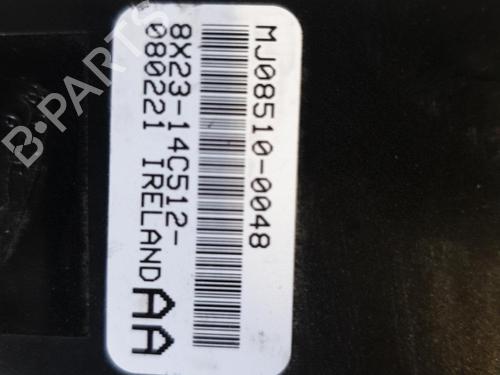 MJ08510-0048
8X23-14C512-
AA
080221 IRELAND
B-PARTS